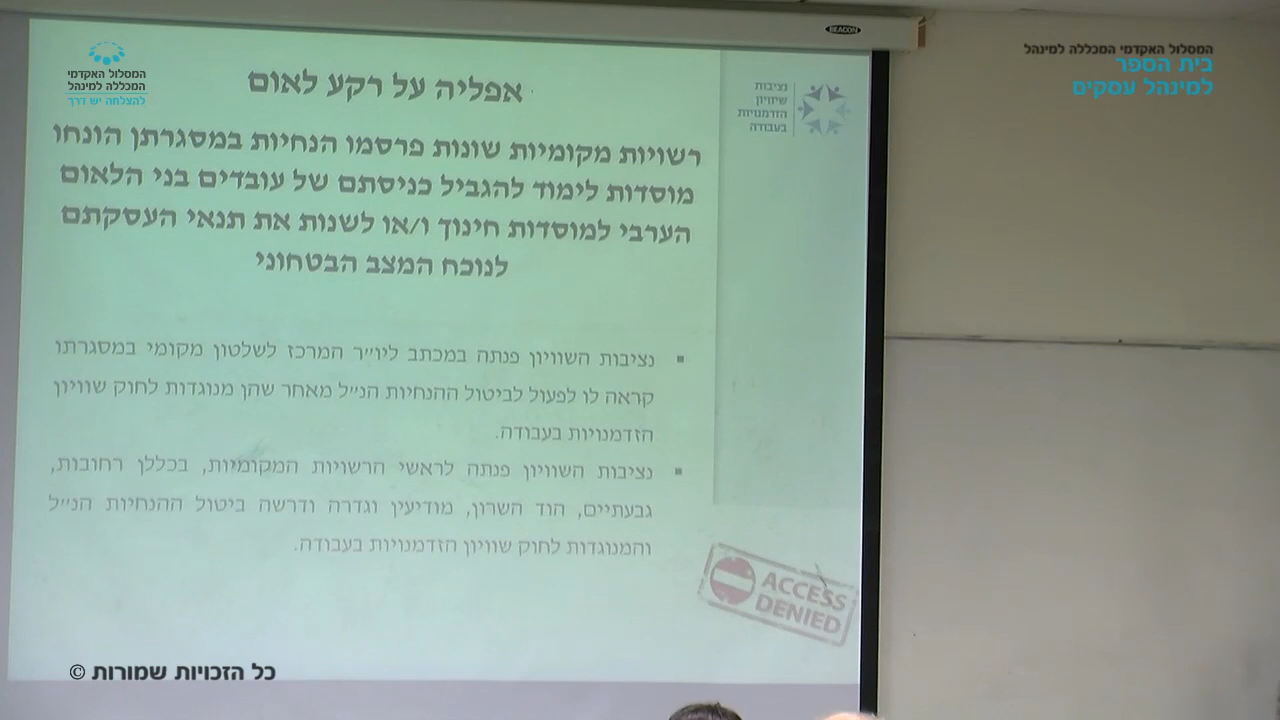 BEACON
המסלול האקדמי המכללה למינהל
בית הספר
למינהל עסקים
המסלול האקדמי
המכללה למינהל
להצלחה יש דרך
נציבות
שיוויון
הזדמנויות
בעבודה
אפליה על רקע לאום
רשויות מקומיות שונות פרסמו הנחיות במסגרתן הונחו
מוסדות לימוד להגביל כניסתם של עובדים בני הלאום
הערבי למוסדות חינוך ו/או לשנות את תנאי העסקתם
לנוכח המצב הבטחוני
▪ נציבות השוויון פנתה במכתב ליו״ר המרכז לשלטון מקומי במסגרתו
קראה לו לפעול לביטול ההנחיות הנ״ל מאחר שהן מנוגדות לחוק שוויון
הזדמנויות בעבודה.
▪ נציבות השוויון פנתה לראשי הרשויות המקומיות, בכללן רחובות,
גבעתיים, הוד השרון, מודיעין וגדרה ודרשה ביטול ההנחיות הנ״ל
והמנוגדות לחוק שוויון הזדמנויות בעבודה.
ACCESS
DENIED
כל הזכויות שמורות ©